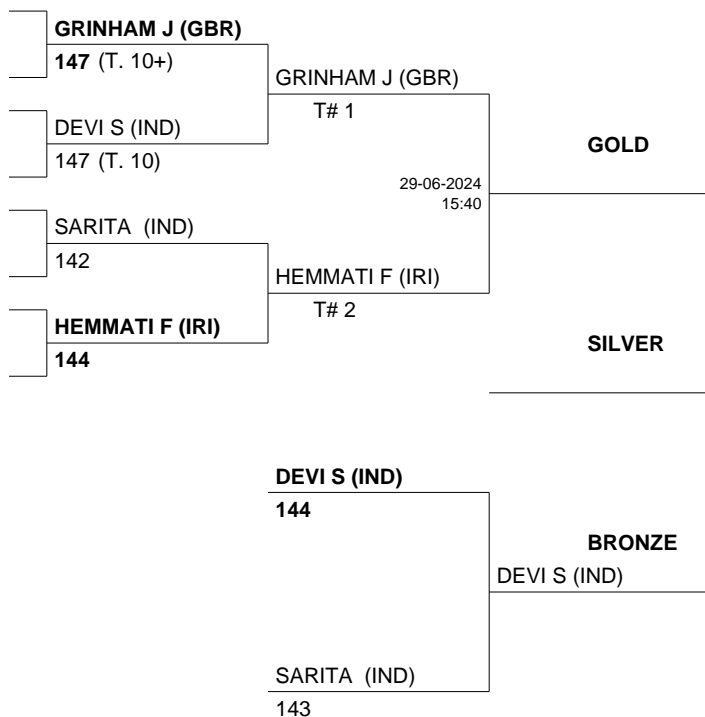 GRINHAM J (GBR)
147 (T. 10+)
DEVI S (IND)
147 (T. 10)
SARITA (IND)
142
HEMMATI F (IRI)
144
GRINHAM J (GBR)
T# 1
29-06-2024
15:40
HEMMATI F (IRI)
T# 2
GOLD
SILVER
DEVI S (IND)
144
SARITA (IND)
143
BRONZE
DEVI S (IND)